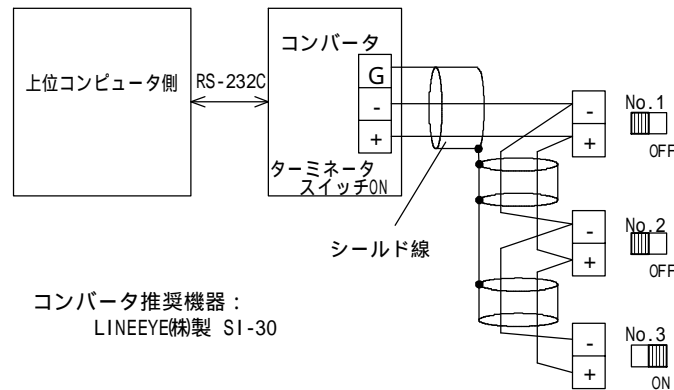 上位コンピュータ側
RS-232C
コンバータ
G
-
+
ターミネータ
スイッチON
シールド線
-
+
No.1
OFF
-
+
No.2
OFF
-
+
No.3
ON
コンバータ推奨機器：
LINEEYE㈱製 SI-30